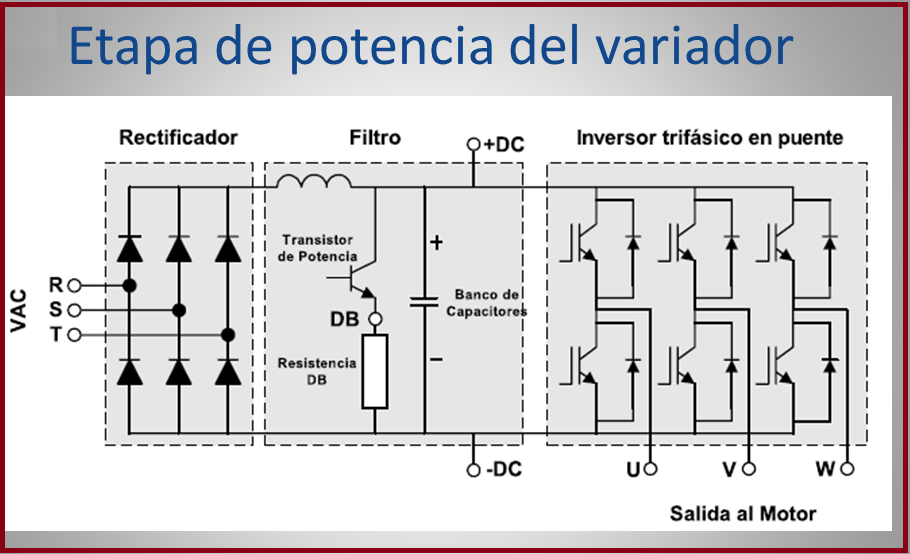 Etapa de potencia del variador
Rectificador
Filtro
+DC
Inversor trifásico en puente
Transistor
de Potencia
+
VAC
R
S
T
DB
Banco de
Capacitores
Resistencia
DB
−
-DC
U
V
W
Salida al Motor